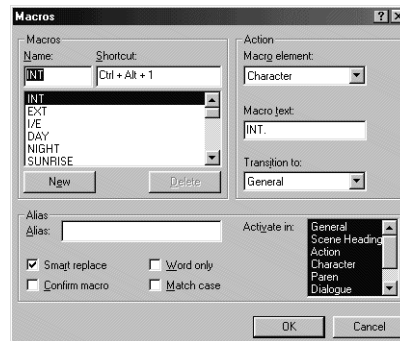 Macros
Macros
Name: Shortcut:
INT Ctrl + Alt + 1
INT
EXT
I/E
DAY
NIGHT
SUNRISE
New Delete
Action
Macro element:
Character
Macro text:
INT.
Transition to:
General
Alias
Alias:
Smart replace Word only
Confirm macro Match case
Activate in:
General
Scene Heading
Action
Character
Paren
Dialogue
OK Cancel